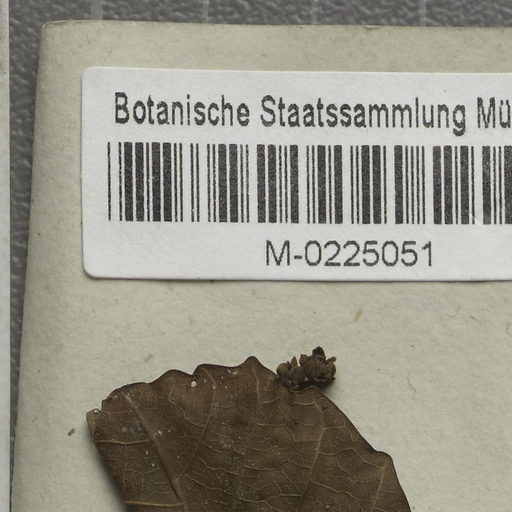 Botanische Staatssammlung Mü
M-0225051